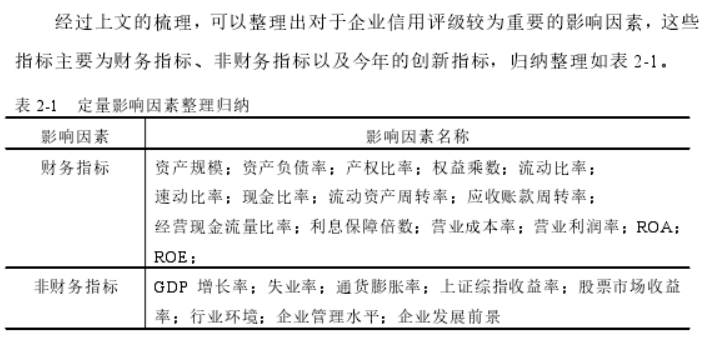 经过上文的梳理，可以整理出对于企业信用评级较为重要的影响因素，这些
指标主要为财务指标、非财务指标以及今年的创新指标，归纳整理如表 2-1。
表 2-1 定量影响因素整理归纳
影响因素 影响因素名称
财务指标 资产规模；资产负债率；产权比率；权益乘数；流动比率；
速动比率；现金比率；流动资产周转率；应收账款周转率；
经营现金流量比率；利息保障倍数；营业成本率；营业利润率；ROA；
ROE；
非财务指标 GDP 增长率；失业率；通货膨胀率；上证综指收益率；股票市场收益
率；行业环境；企业管理水平；企业发展前景